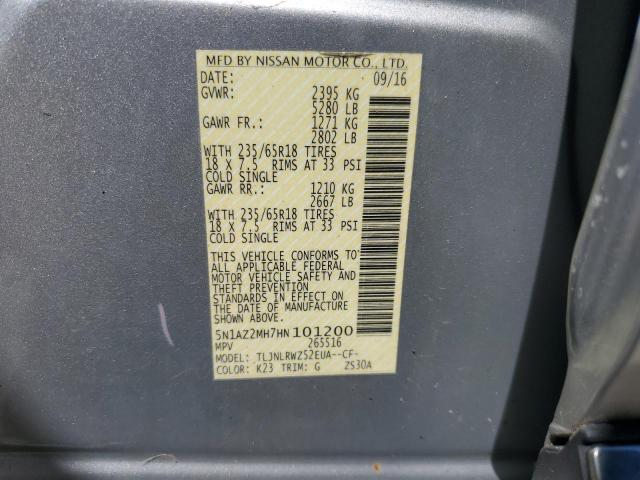 MFD BY NISSAN MOTOR CO., LTD.
DATE: 09/16
GVWR: 2395 KG
5280 LB
GAWR FR.: 1271 KG
2802 LB
WITH 235/65R18 TIRES
18 X 7.5 RIMS AT 33 PSI
COLD SINGLE
GAWR RR.: 1210 KG
2667 LB
WITH 235/65R18 TIRES
18 X 7.5 RIMS AT 33 PSI
COLD SINGLE
THIS VEHICLE CONFORMS TO
ALL APPLICABLE FEDERAL
MOTOR VEHICLE SAFETY AND
THEFT PREVENTION
STANDARDS IN EFFECT ON
THE DATE OF MANUFACTURE
SHOWN ABOVE.
5N1AZ2MH7HN101200
MPV 265516
MODEL: TLJNLRWZ52EUA--CF-
COLOR: K23 TRIM: G ZS30A